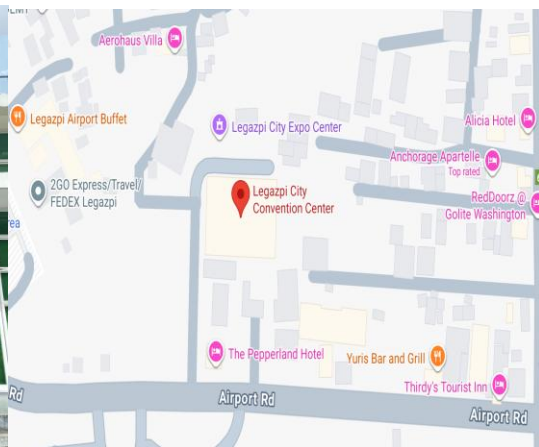 Aerohaus Villa
Legazpi Airport Buffet
Legazpi City Expo Center
Alicia Hotel
Anchorage Apartelle
Top rated
2GO Express/Travel/
FEDEX Legazpi
Legazpi City
Convention Center
RedDoorz @
Golite Washington
The Pepperland Hotel
Yuris Bar and Grill
Thirdy's Tourist Inn
Rd
Airport Rd
Airport Rd